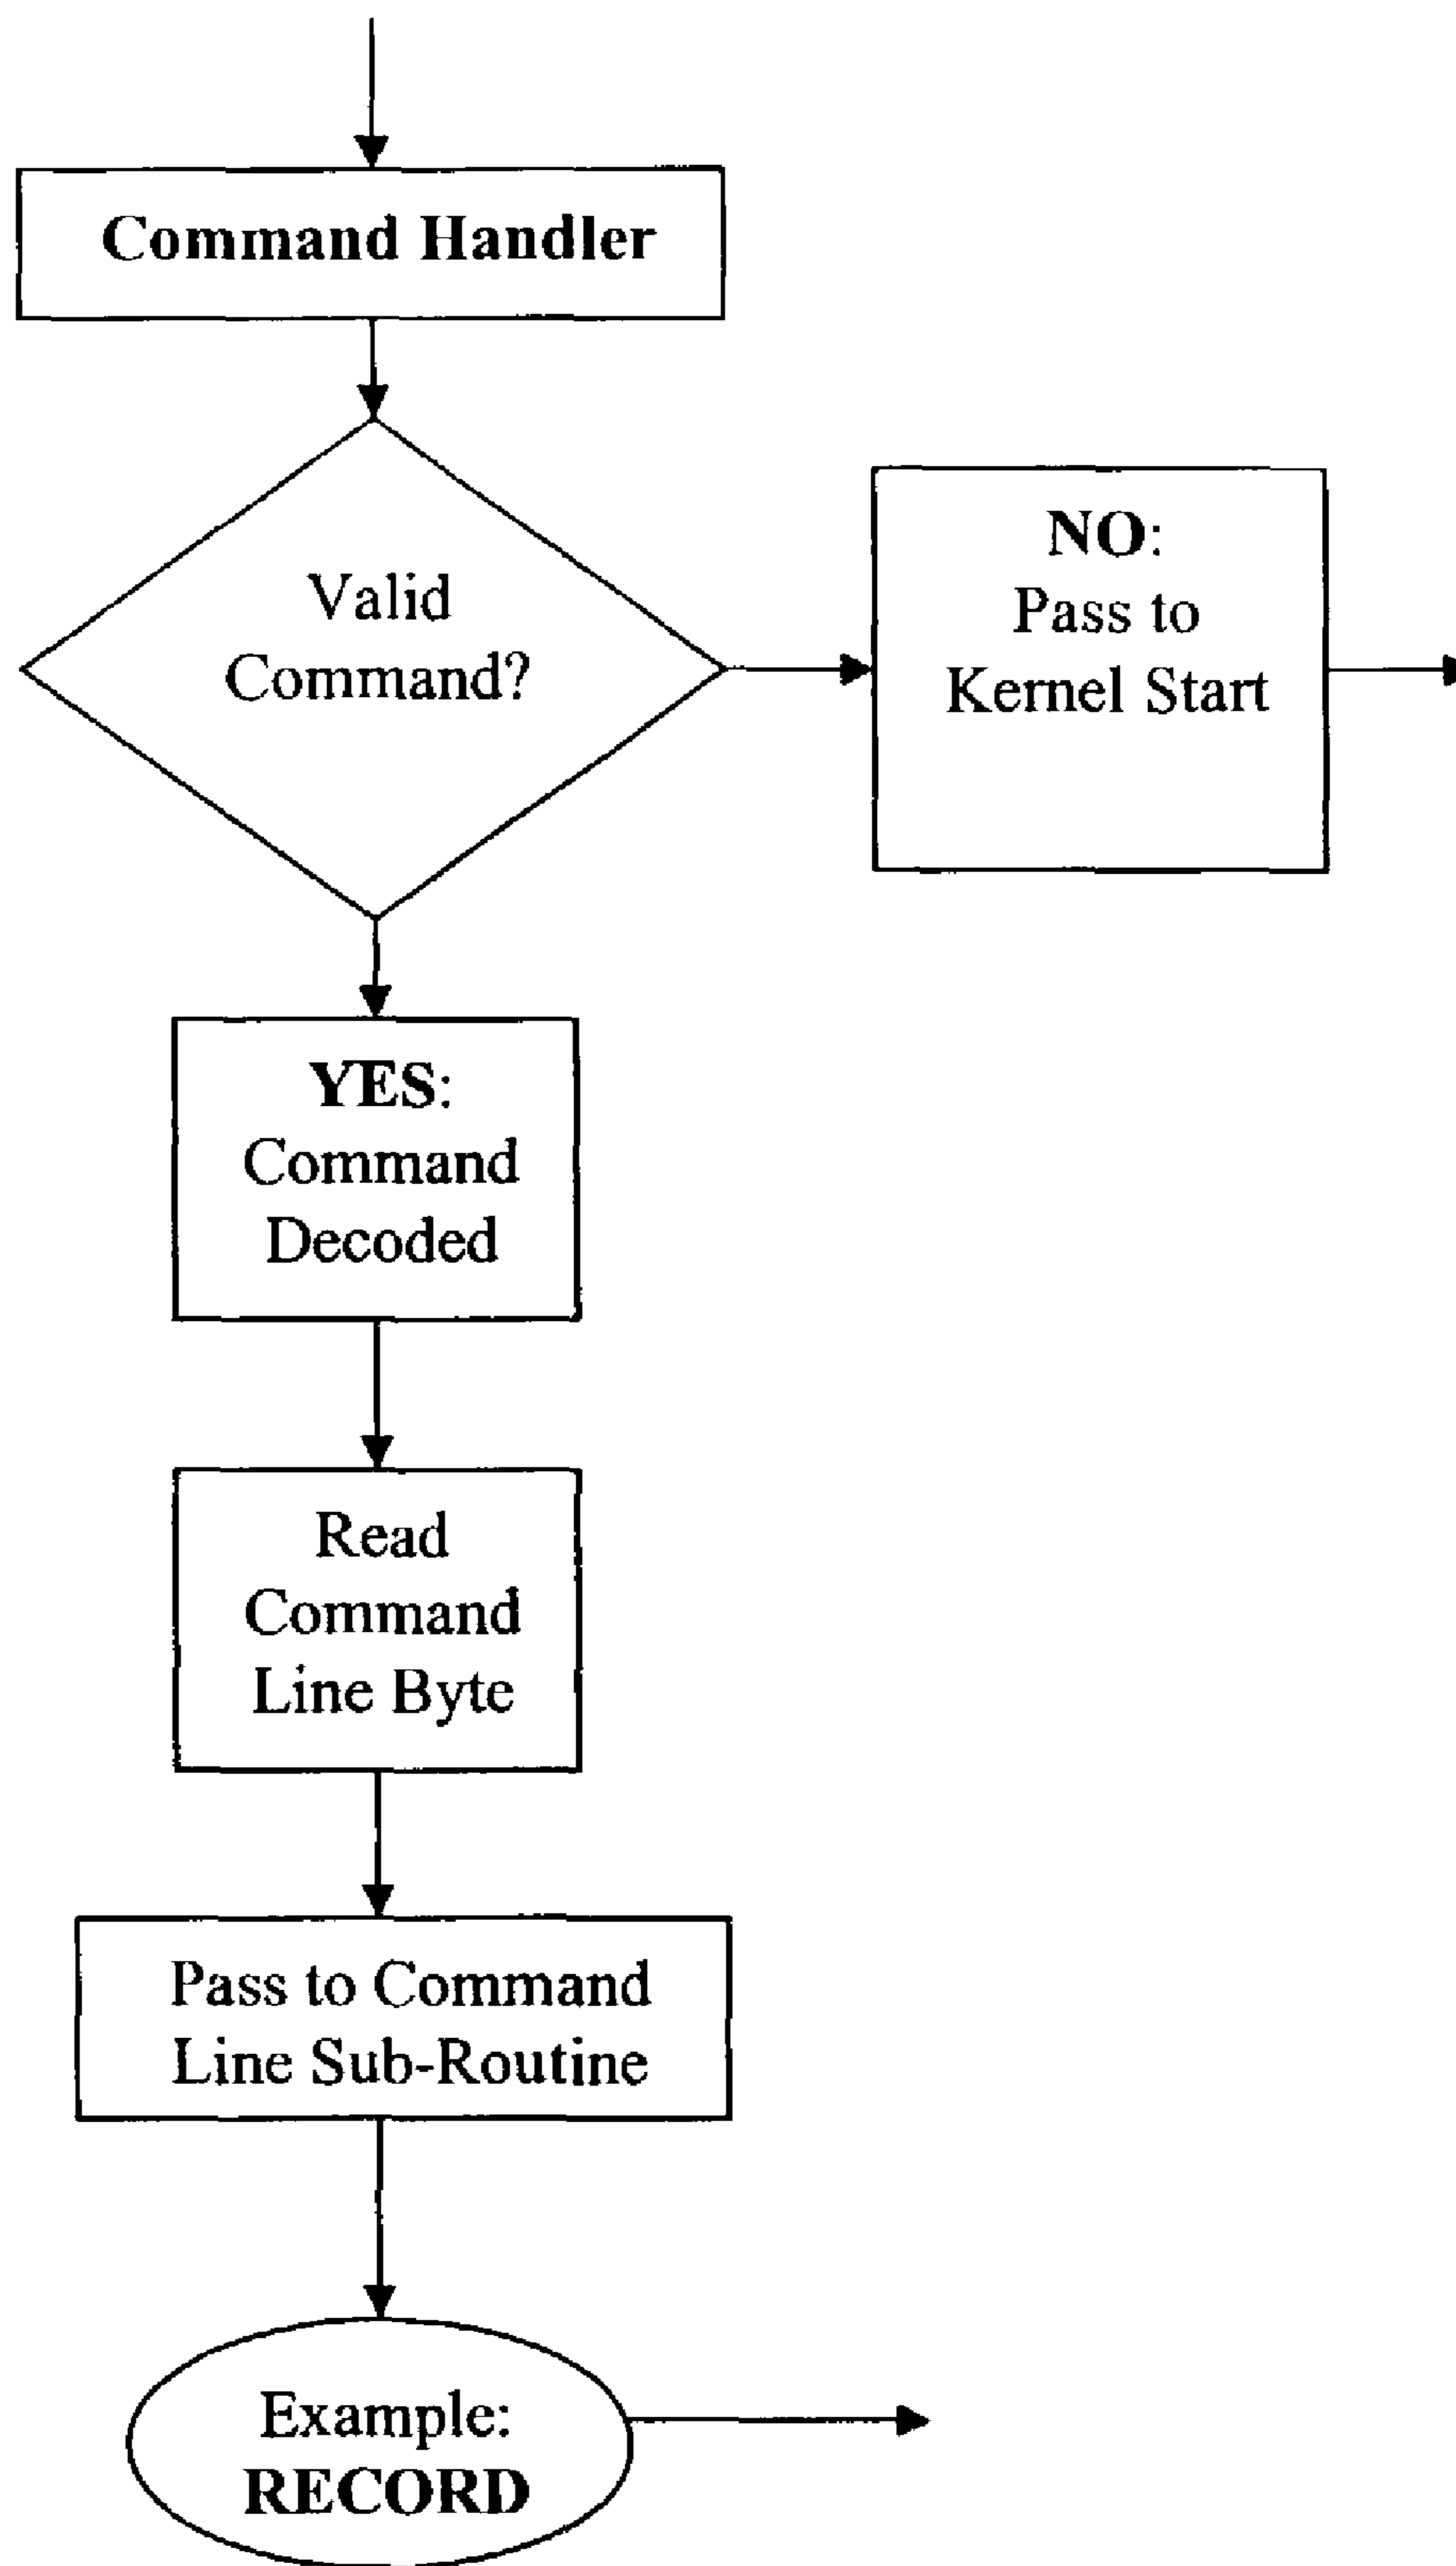 Command Handler
Valid
Command?
NO:
Pass to
Kernel Start
YES:
Command
Decoded
Read
Command
Line Byte
Pass to Command
Line Sub-Routine
Example:
RECORD